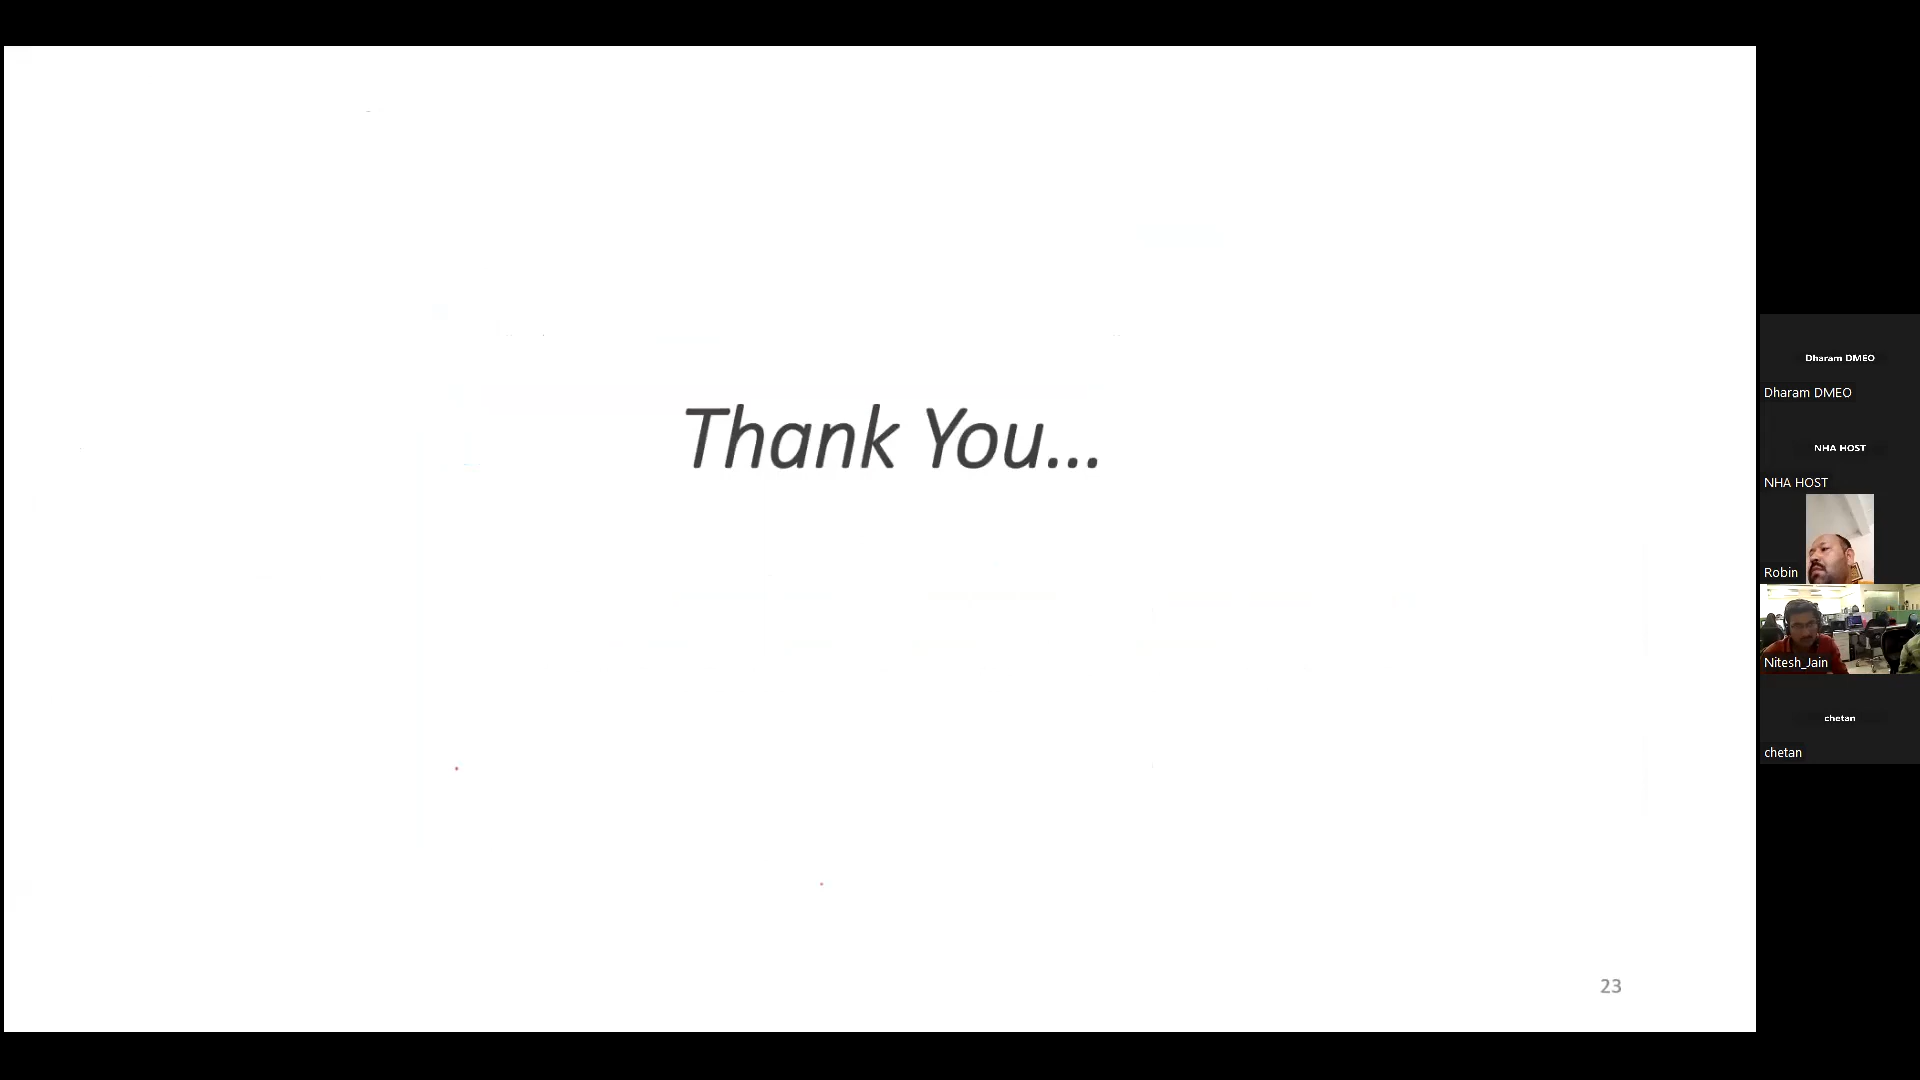 Thank You...
23
Dharam DMEO
Dharam DMEO
NHA HOST
NHA HOST
Robin
Nitesh_Jain
chetan
chetan